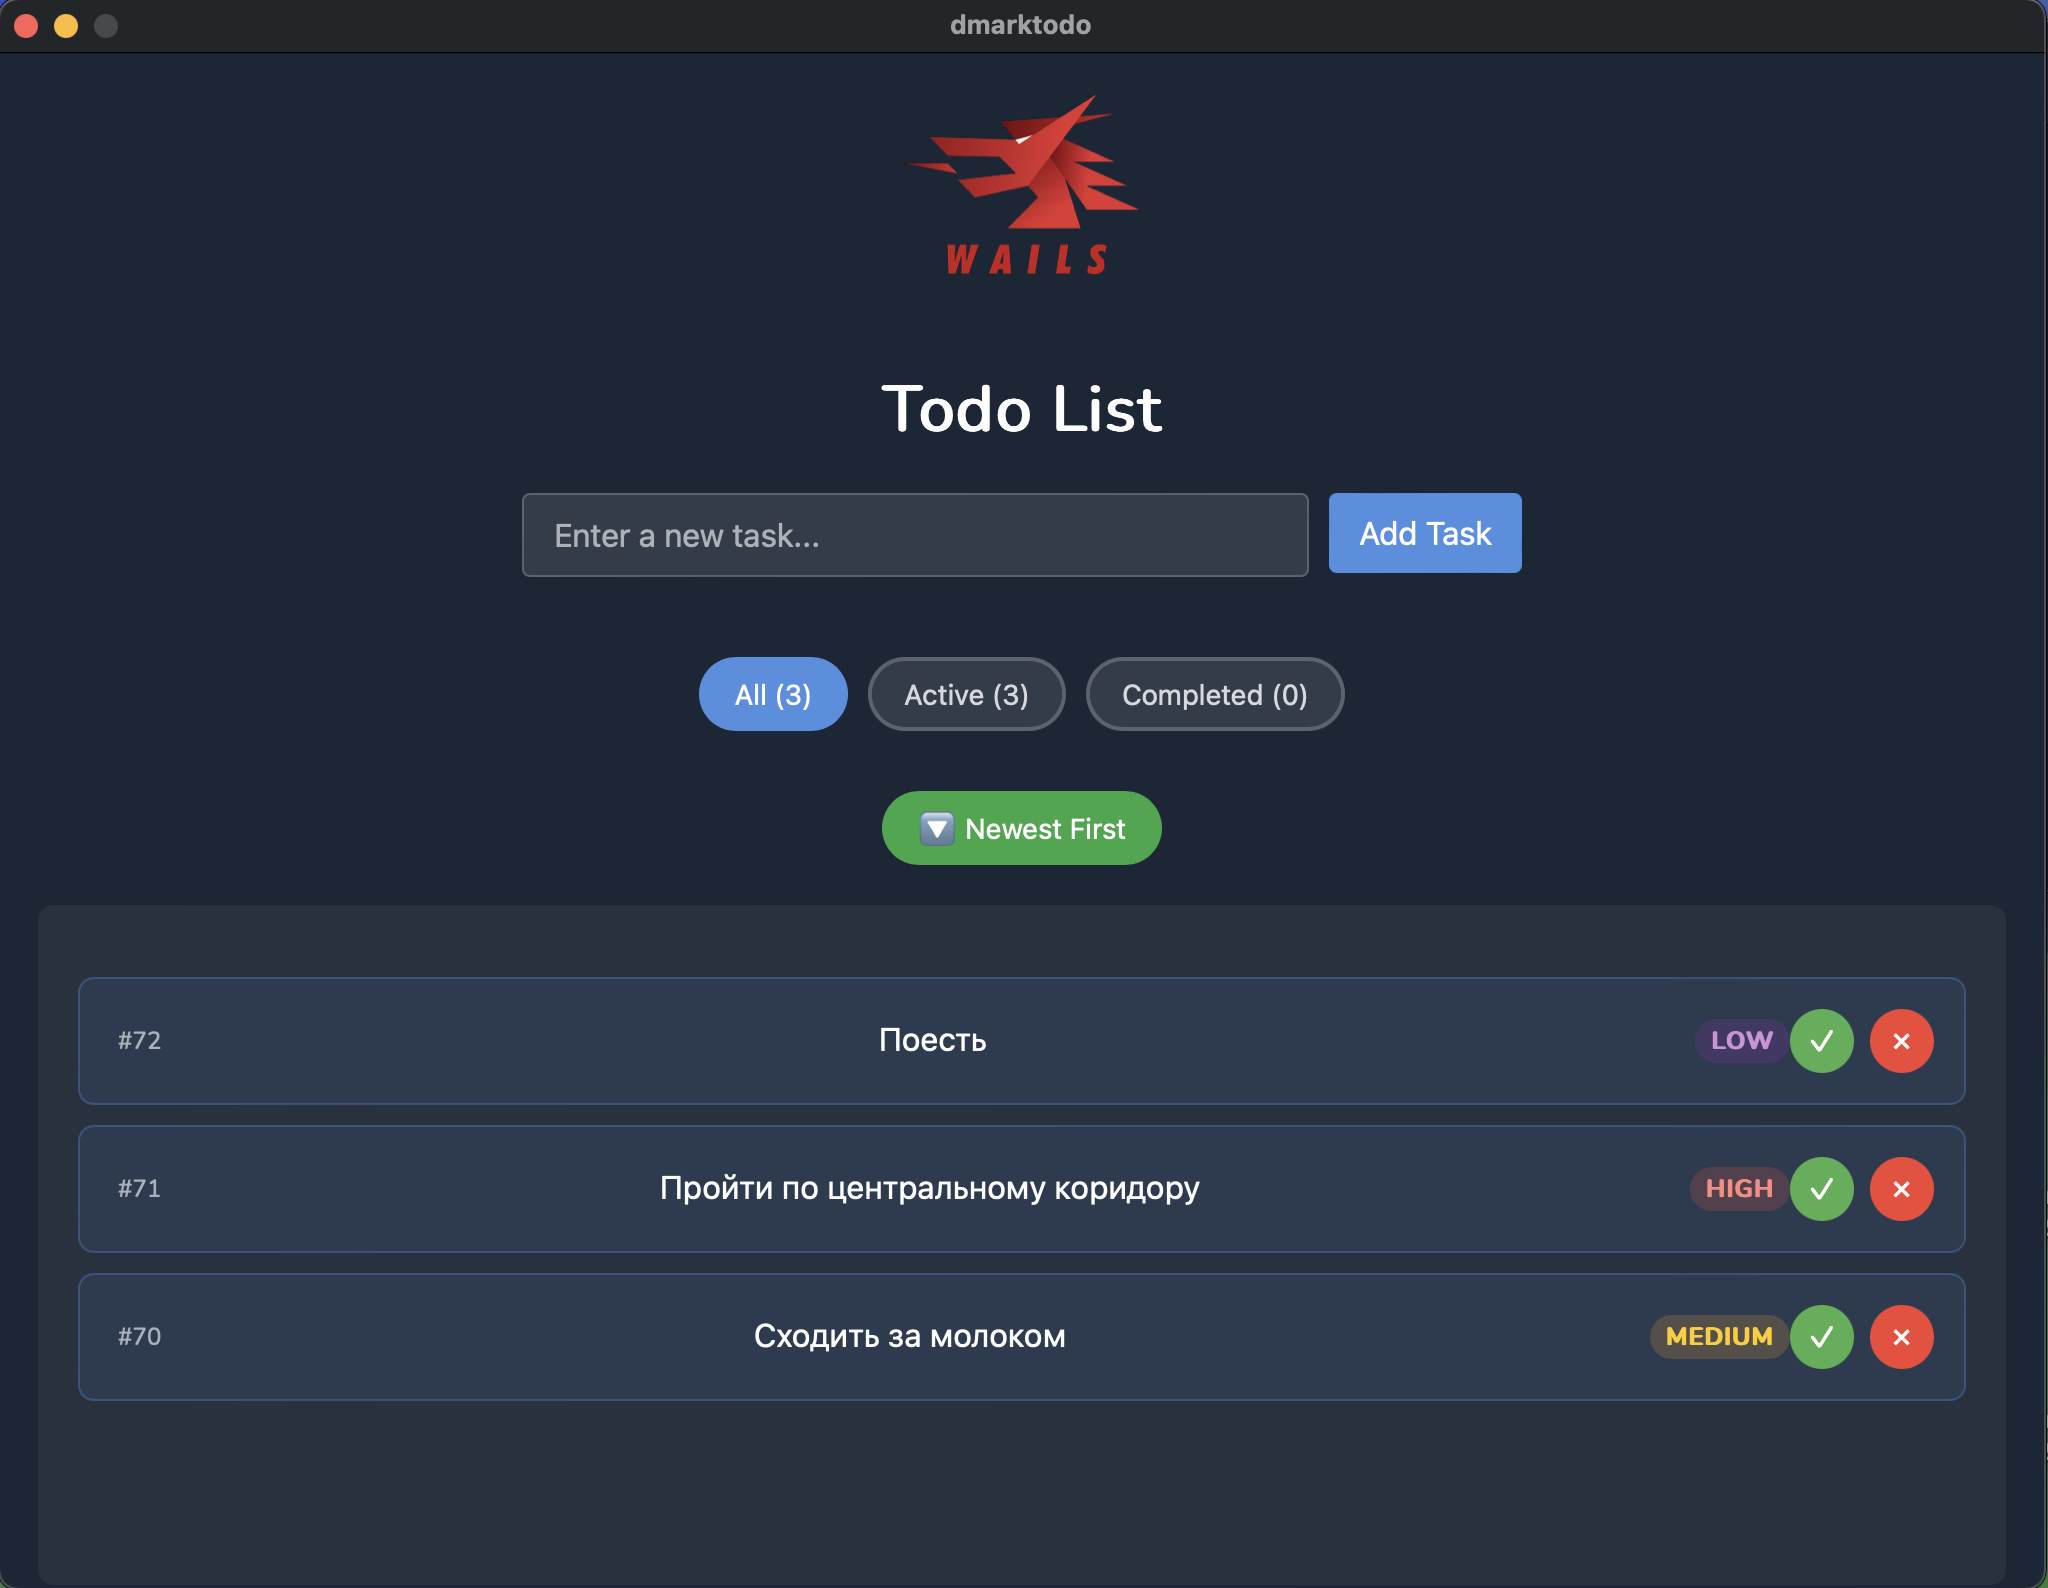 dmarktodo
WAILS
Todo List
Enter a new task...
Add Task
All (3)
Active (3)
Completed (0)
Newest First
#72
Поесть
LOW
#71
Пройти по центральному коридору
HIGH
#70
Сходить за молоком
MEDIUM